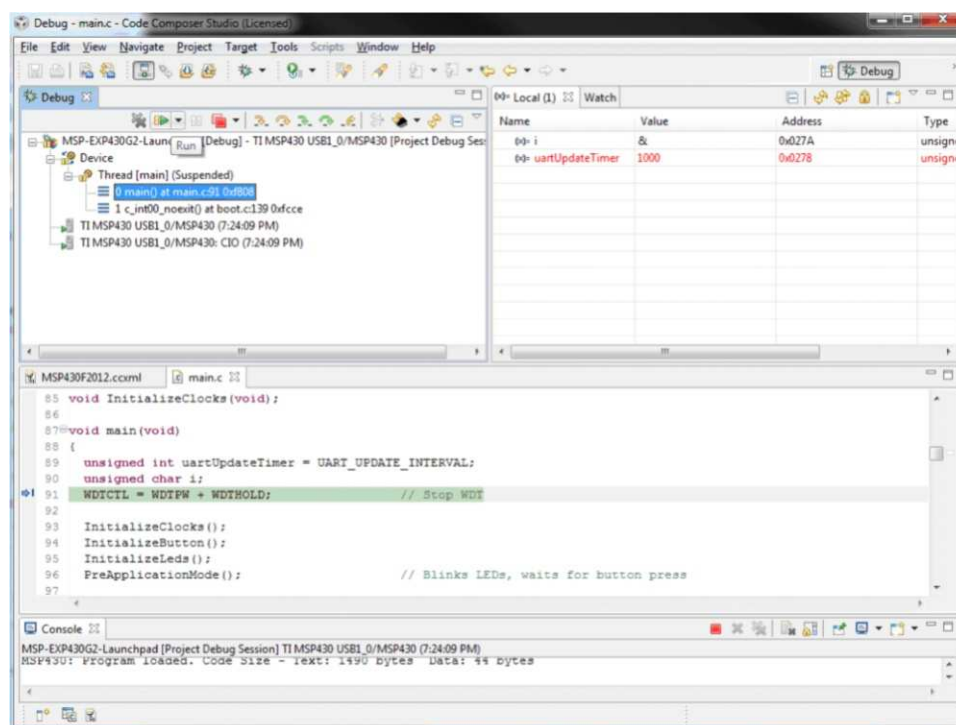 Debug - main.c - Code Composer Studio (Licensed)
File Edit View Navigate Project Target Tools Scripts Window Help
Debug
Debug
Run
MSP-EXP430G2-Laun [Debug] - TI MSP430 USB1_0/MSP430 [Project Debug Ses
Device
Thread [main] (Suspended)
0 main() at main.c:91 0xf808
1 c_int00_noexit() at boot.c:139 0xfcce
TI MSP430 USB1_0/MSP430 (7:24:09 PM)
TI MSP430 USB1_0/MSP430: CIO (7:24:09 PM)
(x)= Local (1) Watch
Name Value Address Type
(x)= i & 0x027A unsign
(x)= uartUpdateTimer 1000 0x0278 unsign
MSP430F2012.ccxml main.c
85 void InitializeClocks(void);
86
87 void main(void)
88 {
89 unsigned int uartUpdateTimer = UART_UPDATE_INTERVAL;
90 unsigned char i;
91 WDTCTL = WDTPW + WDTHOLD; // Stop WDT
92
93 InitializeClocks();
94 InitializeButton();
95 InitializeLeds();
96 PreApplicationMode(); // Blinks LEDs, waits for button press
97
Console
MSP-EXP430G2-Launchpad [Project Debug Session] TI MSP430 USB1_0/MSP430 (7:24:09 PM)
MSP430: Program loaded. Code Size - Text: 1490 bytes Data: 44 bytes